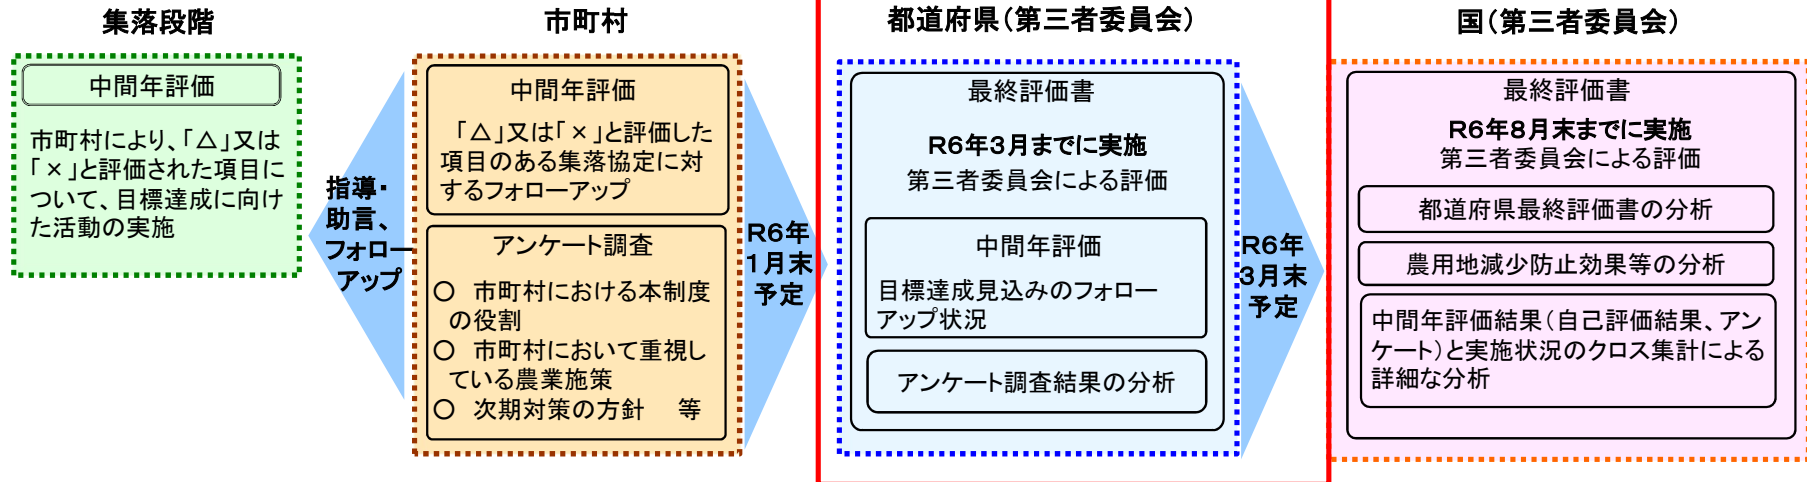 集落段階
中間年評価
市町村により、「△」又は
「×」と評価された項目に
ついて、目標達成に向け
た活動の実施
指導・
助言、
フォロー
アップ
市町村
中間年評価
「△」又は「×」と評価した
項目のある集落協定に対
するフォローアップ
アンケート調査
○ 市町村における本制度
の役割
○ 市町村において重視し
ている農業施策
○ 次期対策の方針 等
R6年
1月末
予定
都道府県(第三者委員会)
最終評価書
R6年3月までに実施
第三者委員会による評価
中間年評価
目標達成見込みのフォロー
アップ状況
アンケート調査結果の分析
R6年
3月末
予定
国(第三者委員会)
最終評価書
R6年8月末までに実施
第三者委員会による評価
都道府県最終評価書の分析
農用地減少防止効果等の分析
中間年評価結果(自己評価結果、アン
ケート)と実施状況のクロス集計による
詳細な分析